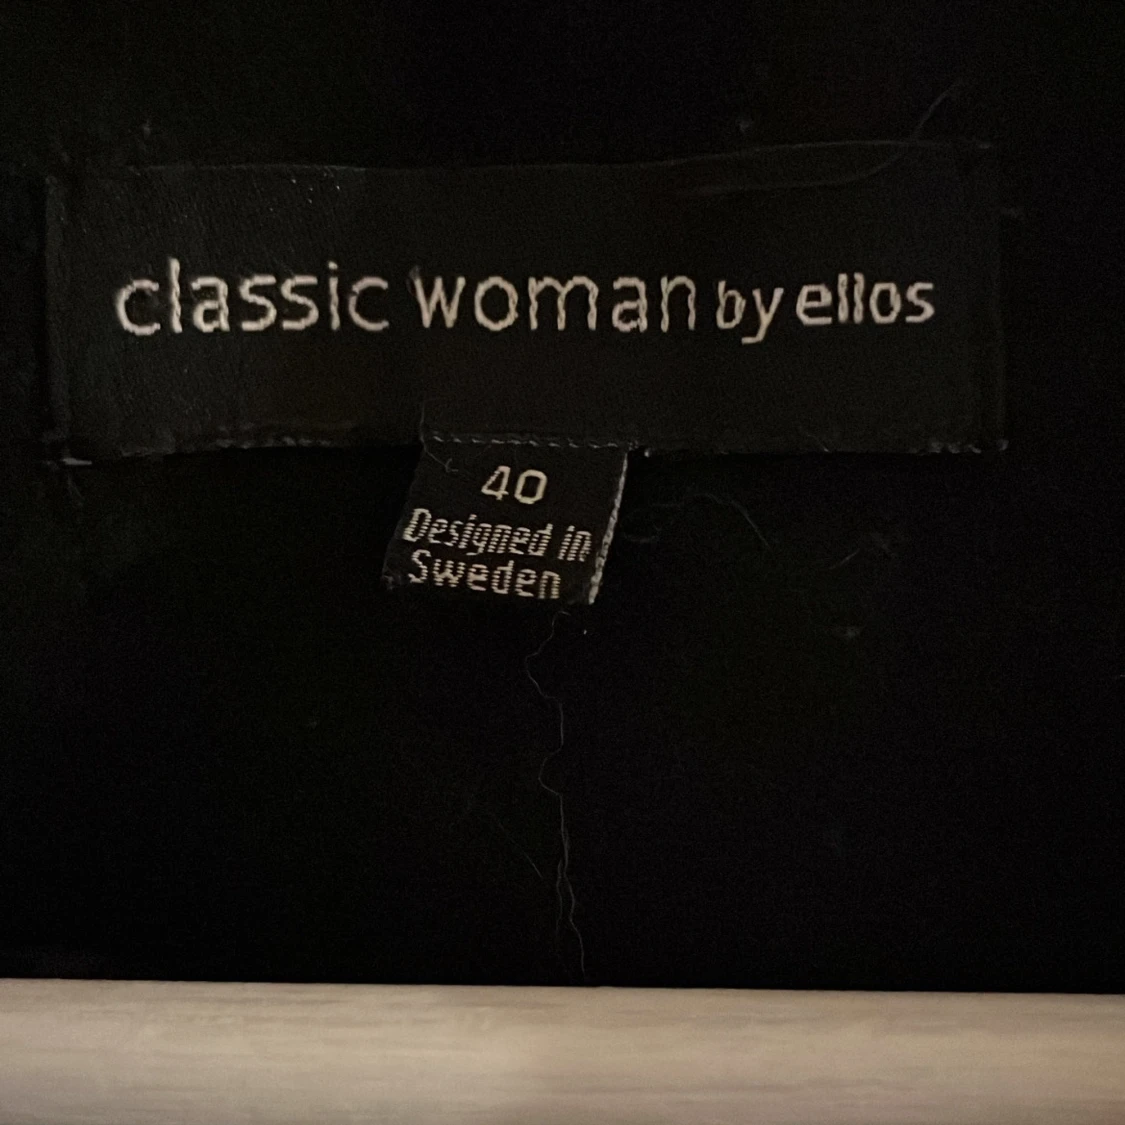 classic woman by ellos
40
Designed in
Sweden